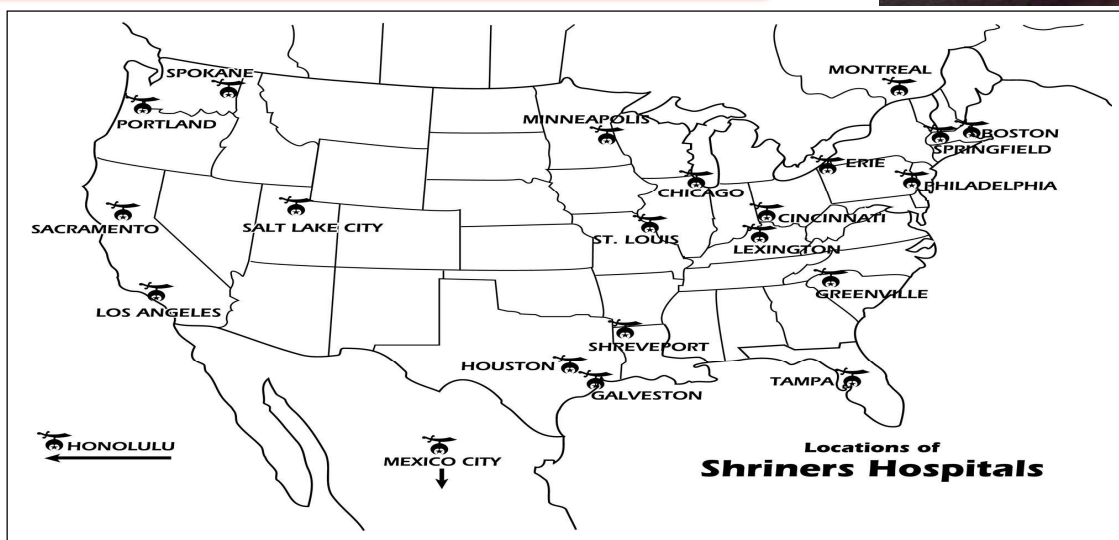 SPOKANE
PORTLAND
MONTREAL
MINNEAPOLIS
BOSTON
SPRINGFIELD
ERIE
CHICAGO
PHILADELPHIA
CINCINNATI
SACRAMENTO
SALT LAKE CITY
ST. LOUIS
LEXINGTON
LOS ANGELES
GREENVILLE
SHREVEPORT
HOUSTON
GALVESTON
TAMPA
HONOLULU
MEXICO CITY
Locations of
Shriners Hospitals